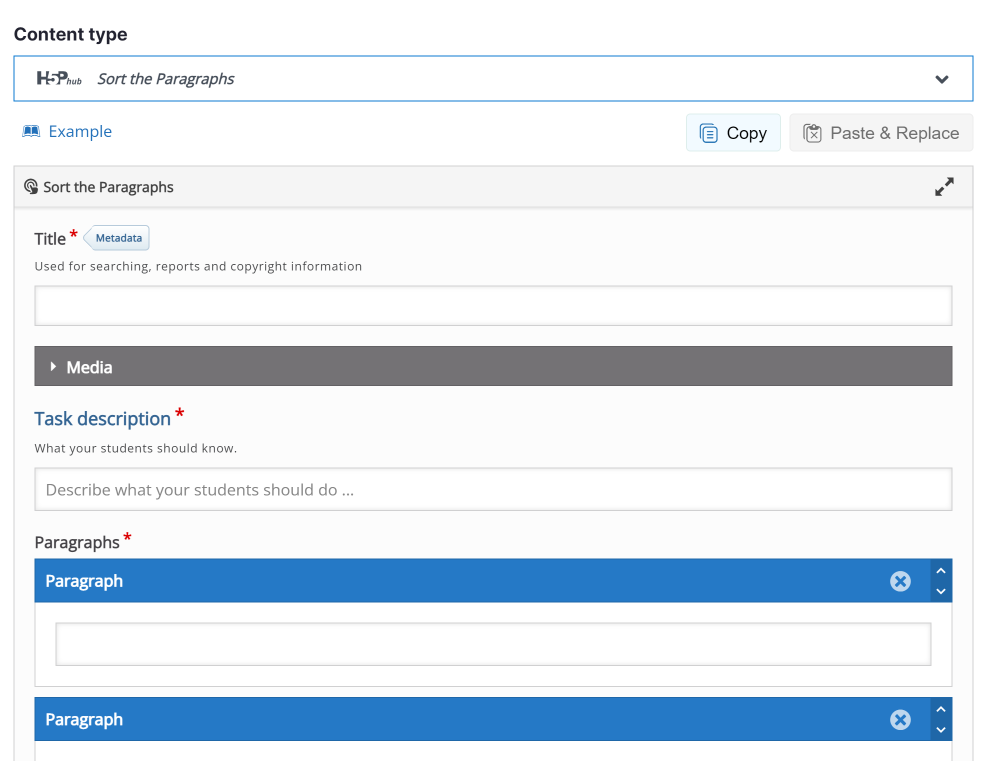 Content type
H5P hub Sort the Paragraphs
Example
Copy
Paste & Replace
Sort the Paragraphs
Title * Metadata
Used for searching, reports and copyright information
Media
Task description *
What your students should know.
Describe what your students should do ...
Paragraphs *
Paragraph
Paragraph